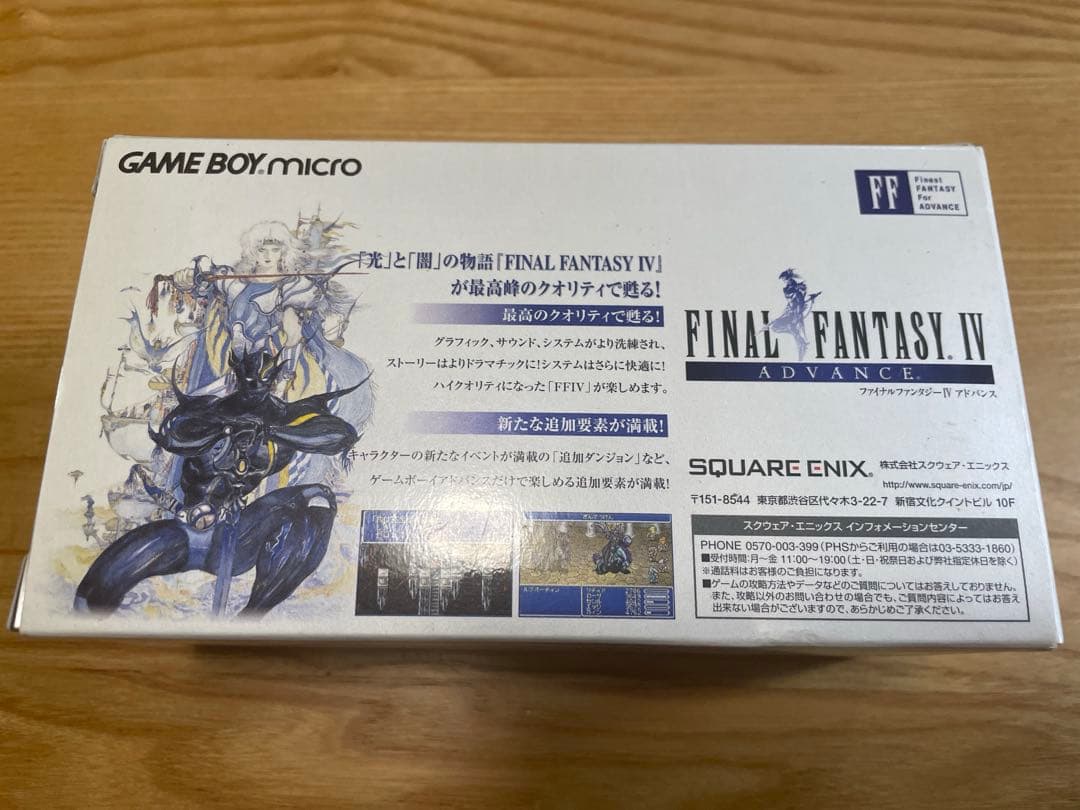 GAME BOY micro
FF
Finest
FANTASY
For
ADVANCE
「光」と「闇」の物語『FINAL FANTASY IV』
が最高峰のクオリティで甦る!
最高のクオリティで甦る!
グラフィック、サウンド、システムがより洗練され、
ストーリーはよりドラマチックに!システムはさらに快適に!
ハイクオリティになった「FFIV」が楽しめます。
新たな追加要素が満載!
キャラクターの新たなイベントが満載の「追加ダンジョン」など、
ゲームボーイアドバンスだけで楽しめる追加要素が満載!
FINAL FANTASY IV
ADVANCE
ファイナルファンタジーIV アドバンス
SQUARE ENIX 株式会社スクウェア・エニックス
http://www.square-enix.com/jp/
〒151-8544 東京都渋谷区代々木3-22-7 新宿文化クイントビル 10F
スクウェア・エニックス インフォメーションセンター
PHONE 0570-003-399 (PHSからご利用の場合は03-5333-1860)
■受付時間:月〜金 11:00〜19:00(土・日・祝祭日および弊社指定休日を除く)
※通話料はお客様のご負担になります。
■ゲームの攻略方法やデータなどのご質問についてはお答えしておりません。
また、攻略以外のお問い合わせの場合でも、ご質問内容によってはお答え
出来ない場合がございますので、あらかじめご了承ください。
ざんてつけん